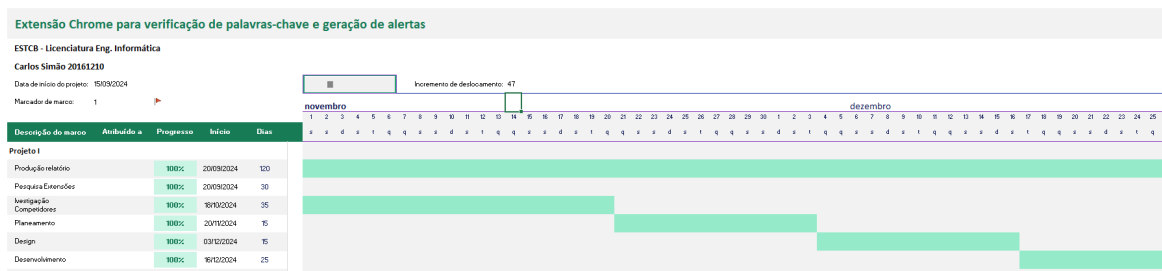 Extensão Chrome para verificação de palavras-chave e geração de alertas
ESTCB - Licenciatura Eng. Informática
Carlos Simão 20161210
Data de início do projeto: 15/09/2024 Incremento de deslocamento: 47
Marcador de marco: 1
novembro dezembro
1 2 3 4 5 6 7 8 9 10 11 12 13 14 15 16 17 18 19 20 21 22 23 24 25 26 27 28 29 30 1 2 3 4 5 6 7 8 9 10 11 12 13 14 15 16 17 18 19 20 21 22 23 24 25
Descrição do marco Atribuído a Progresso Início Dias s s d s t q q s s d s t q q s s d s t q q s s d s t q q s s d s t q q s s d s t q q s s d s t q q s s d s t q
Projeto I
Produção relatório 100% 20/09/2024 120
Pesquisa Extensões 100% 20/09/2024 30
Ivestigação
Competidores 100% 18/10/2024 35
Planeamento 100% 20/11/2024 15
Design 100% 03/12/2024 15
Desenvolvimento 100% 16/12/2024 25